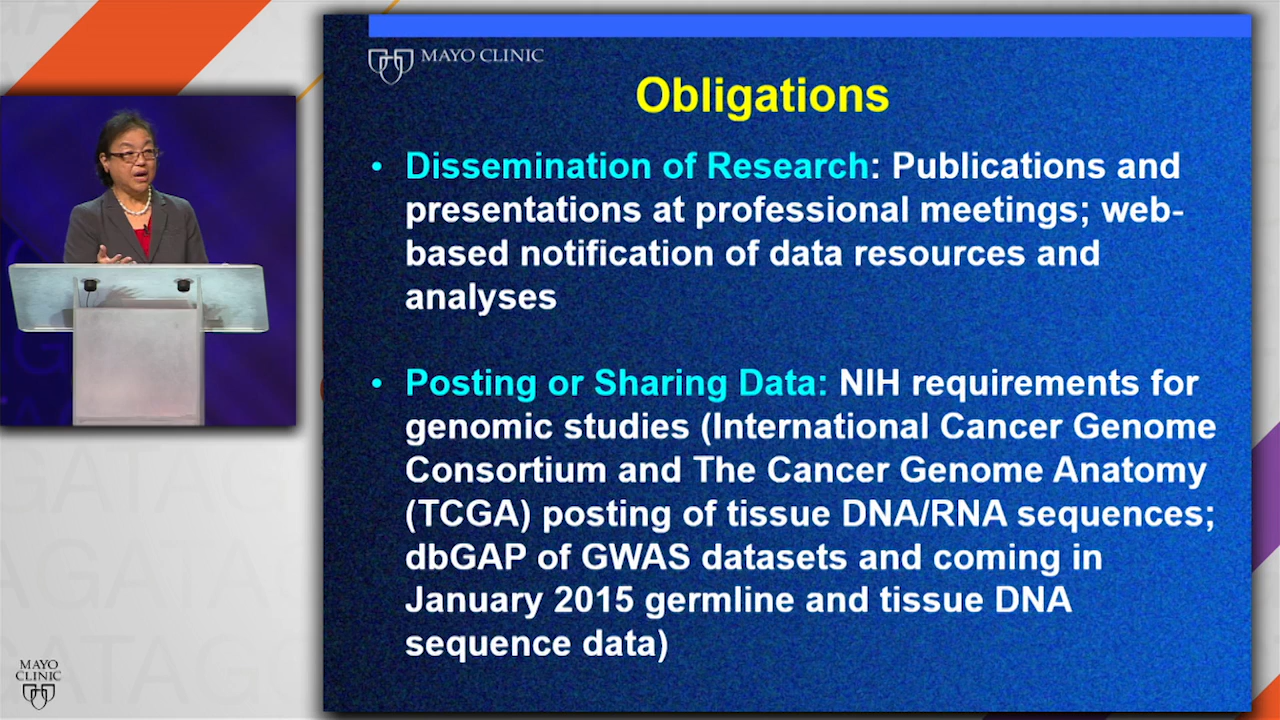 MAYO CLINIC
Obligations
• Dissemination of Research: Publications and
presentations at professional meetings; web-
based notification of data resources and
analyses
• Posting or Sharing Data: NIH requirements for
genomic studies (International Cancer Genome
Consortium and The Cancer Genome Anatomy
(TCGA) posting of tissue DNA/RNA sequences;
dbGAP of GWAS datasets and coming in
January 2015 germline and tissue DNA
sequence data)
MAYO
CLINIC